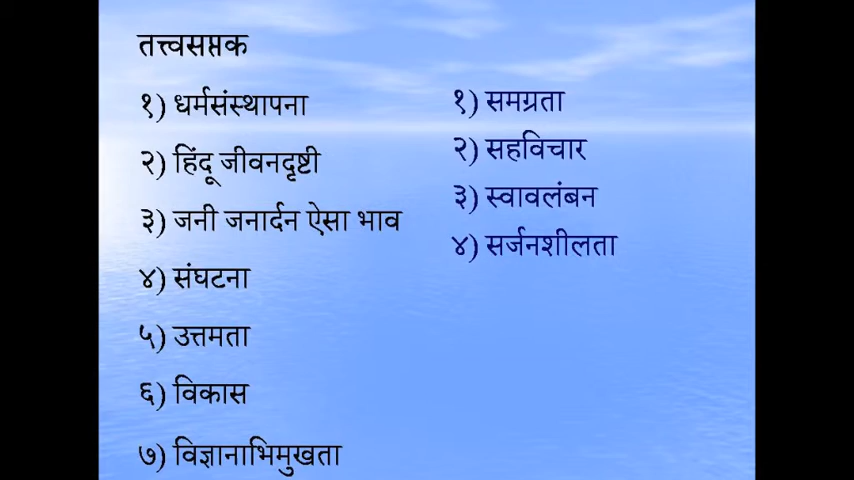 तत्त्वसप्तक
१) धर्मसंस्थापना
२) हिंदू जीवनदृष्टी
३) जनी जनार्दन ऐसा भाव
४) संघटना
५) उत्तमता
६) विकास
७) विज्ञानाभिमुखता
१) समग्रता
२) सहविचार
३) स्वावलंबन
४) सर्जनशीलता